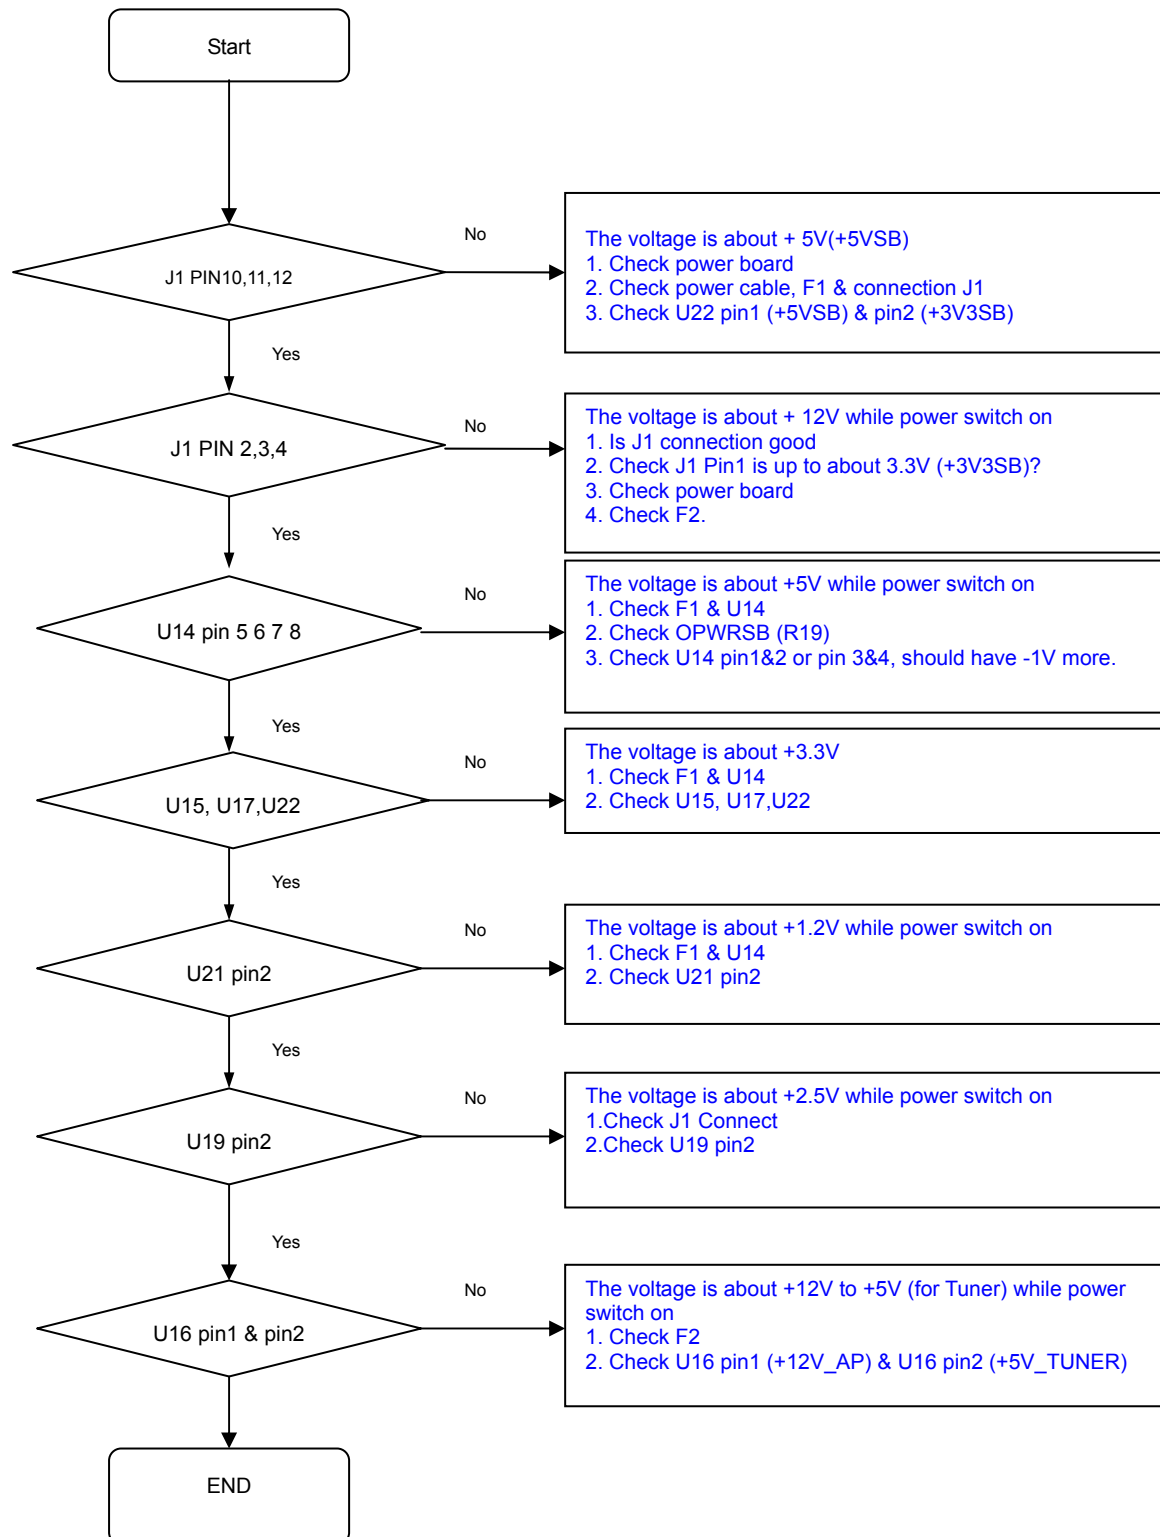 Start
J1 PIN10,11,12
No
The voltage is about + 5V(+5VSB)
1. Check power board
2. Check power cable, F1 & connection J1
3. Check U22 pin1 (+5VSB) & pin2 (+3V3SB)
Yes
J1 PIN 2,3,4
No
The voltage is about + 12V while power switch on
1. Is J1 connection good
2. Check J1 Pin1 is up to about 3.3V (+3V3SB)?
3. Check power board
4. Check F2.
Yes
U14 pin 5 6 7 8
No
The voltage is about +5V while power switch on
1. Check F1 & U14
2. Check OPWRSB (R19)
3. Check U14 pin1&2 or pin 3&4, should have -1V more.
Yes
U15, U17,U22
No
The voltage is about +3.3V
1. Check F1 & U14
2. Check U15, U17,U22
Yes
U21 pin2
No
The voltage is about +1.2V while power switch on
1. Check F1 & U14
2. Check U21 pin2
Yes
U19 pin2
No
The voltage is about +2.5V while power switch on
1.Check J1 Connect
2.Check U19 pin2
Yes
U16 pin1 & pin2
No
The voltage is about +12V to +5V (for Tuner) while power
switch on
1. Check F2
2. Check U16 pin1 (+12V_AP) & U16 pin2 (+5V_TUNER)
END